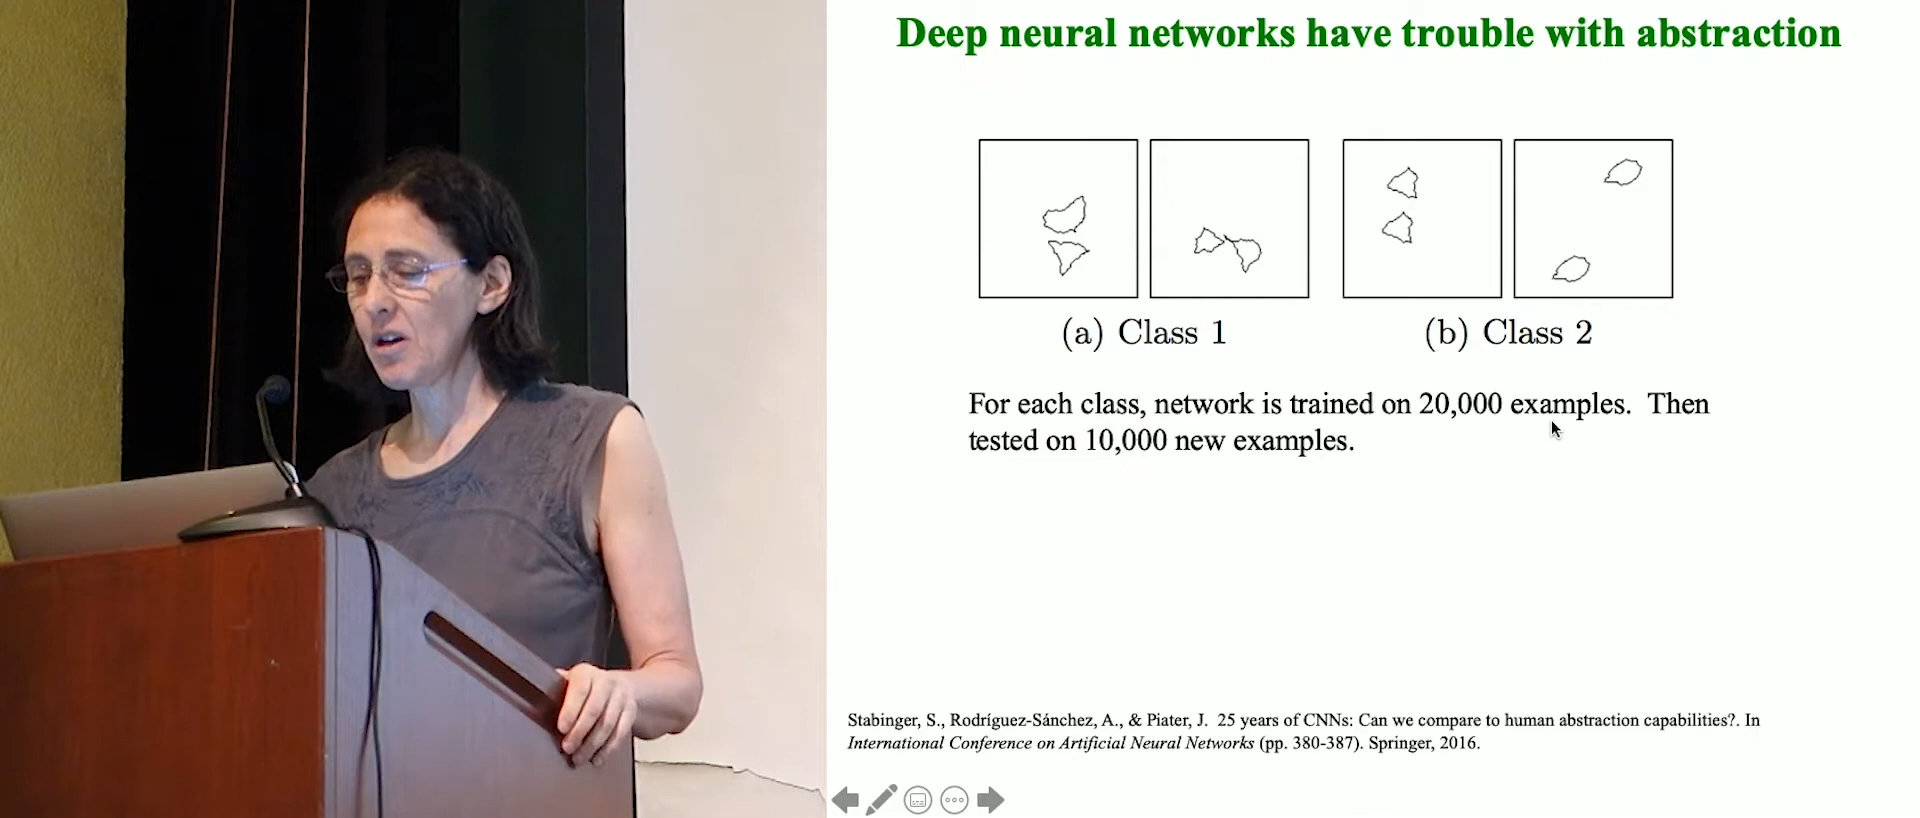 Deep neural networks have trouble with abstraction
(a) Class 1
(b) Class 2
For each class, network is trained on 20,000 examples.  Then
tested on 10,000 new examples.
Stabinger, S., Rodríguez-Sánchez, A., & Piater, J.  25 years of CNNs: Can we compare to human abstraction capabilities?. In
International Conference on Artificial Neural Networks (pp. 380-387). Springer, 2016.